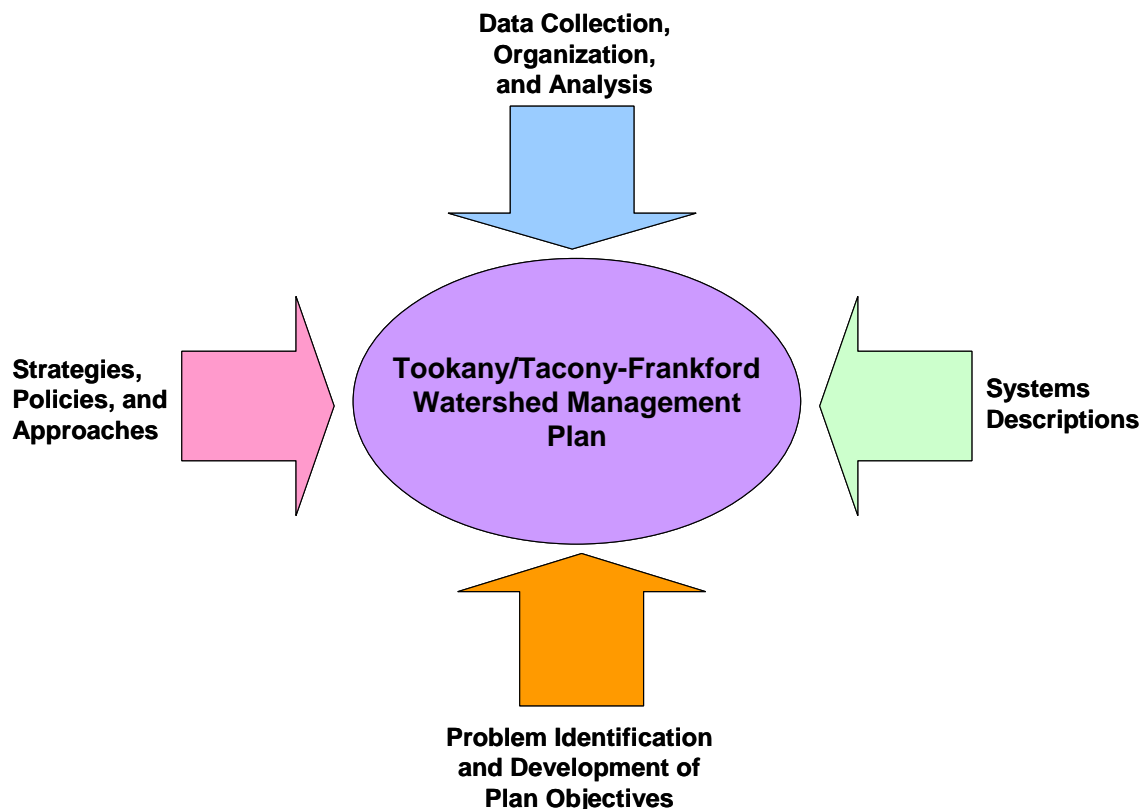 Data Collection,
Organization,
and Analysis
Strategies,
Policies, and
Approaches
Tookany/Tacony-Frankford
Watershed Management
Plan
Systems
Descriptions
Problem Identification
and Development of
Plan Objectives